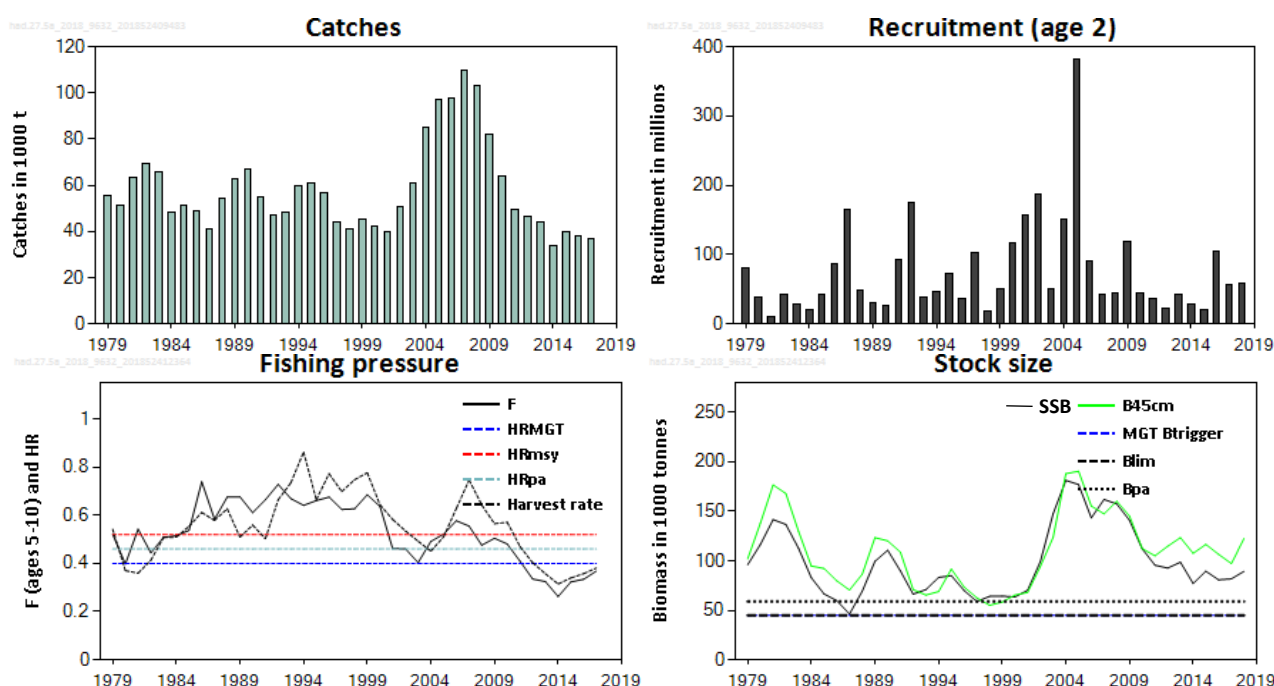 had.27.5a_2018_9632_201852409483
Catches
120
100
80
60
40
20
0
Catches in 1000 t
1979 1984 1989 1994 1999 2004 2009 2014 2019
had.27.5a_2018_9632_201852409483
Recruitment (age 2)
400
300
200
100
0
Recruitment in millions
1979 1984 1989 1994 1999 2004 2009 2014 2019
had.27.5a_2018_9632_201852412364
Fishing pressure
1
0.8
0.6
0.4
0.2
0
F (ages 5 -10) and HR
F
HRMGT
HRmsy
HRpa
Harvest rate
1979 1984 1989 1994 1999 2004 2009 2014 2019
had.27.5a_2018_9632_201852412364
Stock size
250
200
150
100
50
0
Biomass in 1000 tonnes
SSB
B45cm
MGT Btrigger
Blim
Bpa
1979 1984 1989 1994 1999 2004 2009 2014 2019